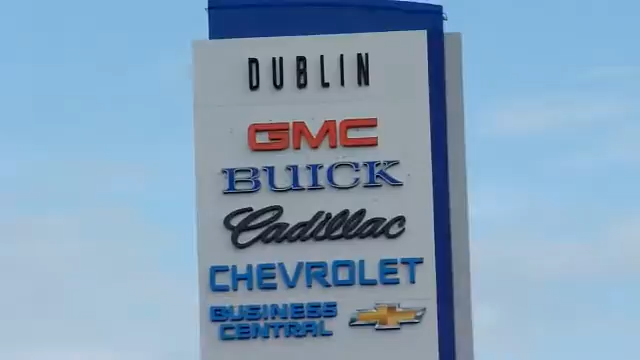 DUBLIN
GMC
BUICK
Cadillac
CHEVROLET
BUSINESS
CENTRAL